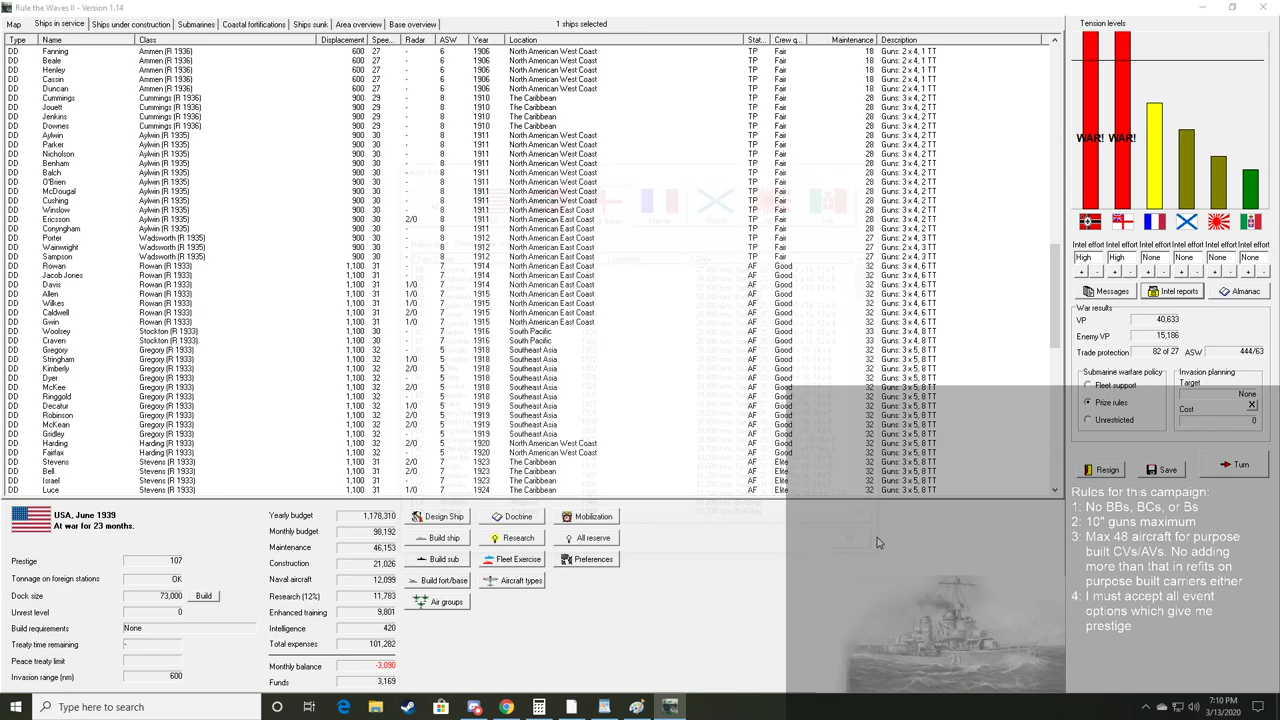 Rule the Waves II - Version 1.14
Map Ships in service Ships under construction Submarines Coastal fortifications Ships sunk Area overview Base overview 1 ships selected
Type Name Class Displacement Spee... Radar ASW Year Location Stat... Crew q... Maintenance Description
DD Fanning Ammen (R 1936) 600 27 - 6 1906 North American West Coast TP Fair 18 Guns: 2 x 4, 1 TT
DD Beale Ammen (R 1936) 600 27 - 6 1906 North American West Coast TP Fair 18 Guns: 2 x 4, 1 TT
DD Henley Ammen (R 1936) 600 27 - 6 1906 North American West Coast TP Fair 18 Guns: 2 x 4, 1 TT
DD Cassin Ammen (R 1936) 600 27 - 6 1906 North American West Coast TP Fair 18 Guns: 2 x 4, 1 TT
DD Duncan Ammen (R 1936) 600 27 - 6 1906 North American West Coast TP Fair 18 Guns: 2 x 4, 1 TT
DD Cummings Cummings (R 1936) 900 29 - 8 1910 The Caribbean TP Fair 28 Guns: 3 x 4, 2 TT
DD Jouett Cummings (R 1936) 900 29 - 8 1910 The Caribbean TP Fair 28 Guns: 3 x 4, 2 TT
DD Jenkins Cummings (R 1936) 900 29 - 8 1910 The Caribbean TP Fair 28 Guns: 3 x 4, 2 TT
DD Downes Cummings (R 1936) 900 29 - 8 1910 The Caribbean TP Fair 28 Guns: 3 x 4, 2 TT
DD Aylwin Aylwin (R 1935) 900 30 - 8 1911 North American West Coast TP Fair 28 Guns: 3 x 4, 2 TT
DD Parker Aylwin (R 1935) 900 30 - 8 1911 North American West Coast TP Fair 28 Guns: 3 x 4, 2 TT
DD Nicholson Aylwin (R 1935) 900 30 - 8 1911 North American West Coast TP Fair 28 Guns: 3 x 4, 2 TT
DD Benham Aylwin (R 1935) 900 30 - 8 1911 North American West Coast TP Fair 28 Guns: 3 x 4, 2 TT
DD Balch Aylwin (R 1935) 900 30 - 8 1911 North American West Coast TP Fair 28 Guns: 3 x 4, 2 TT
DD O'Brien Aylwin (R 1935) 900 30 - 8 1911 North American West Coast TP Fair 28 Guns: 3 x 4, 2 TT
DD McDougal Aylwin (R 1935) 900 30 - 8 1911 North American West Coast TP Fair 28 Guns: 3 x 4, 2 TT
DD Cushing Aylwin (R 1935) 900 30 - 8 1911 North American West Coast TP Fair 28 Guns: 3 x 4, 2 TT
DD Winslow Aylwin (R 1935) 900 30 - 8 1911 North American East Coast TP Fair 28 Guns: 3 x 4, 2 TT
DD Ericsson Aylwin (R 1935) 900 30 2/0 8 1911 North American East Coast TP Fair 28 Guns: 3 x 4, 2 TT
DD Conyngham Aylwin (R 1935) 900 30 - 8 1911 North American East Coast TP Fair 28 Guns: 3 x 4, 2 TT
DD Porter Wadsworth (R 1935) 900 30 - 8 1912 North American East Coast TP Fair 27 Guns: 3 x 4, 2 TT
DD Wainwright Wadsworth (R 1935) 900 30 - 8 1912 North American East Coast TP Fair 27 Guns: 3 x 4, 2 TT
DD Sampson Wadsworth (R 1935) 900 30 - 8 1912 North American East Coast TP Fair 27 Guns: 3 x 4, 2 TT
DD Rowan Rowan (R 1933) 1,100 31 - 7 1914 North American East Coast AF Good 32 Guns: 3 x 5, 6 TT
DD Jacob Jones Rowan (R 1933) 1,100 31 - 7 1914 North American East Coast AF Good 32 Guns: 3 x 5, 6 TT
DD Davis Rowan (R 1933) 1,100 31 1/0 7 1914 North American East Coast AF Good 32 Guns: 3 x 5, 6 TT
DD Allen Rowan (R 1933) 1,100 31 2/0 7 1914 North American East Coast AF Good 32 Guns: 3 x 5, 6 TT
DD Wilkes Rowan (R 1933) 1,100 31 - 7 1914 North American East Coast AF Good 32 Guns: 3 x 5, 6 TT
DD Caldwell Rowan (R 1933) 1,100 31 2/0 7 1914 North American East Coast AF Good 32 Guns: 3 x 5, 6 TT
DD Gwin Rowan (R 1933) 1,100 31 1/0 7 1914 North American East Coast AF Good 32 Guns: 3 x 5, 6 TT
DD Woolsey Stockton (R 1933) 1,100 31 - 7 1916 South Pacific AF Good 33 Guns: 3 x 5, 6 TT
DD Craven Stockton (R 1933) 1,100 31 - 7 1916 South Pacific AF Good 33 Guns: 3 x 5, 6 TT
DD Gregory Gregory (R 1933) 1,100 32 - 5 1918 Southeast Asia AF Good 32 Guns: 3 x 5, 8 TT
DD Stringham Gregory (R 1933) 1,100 32 1/0 5 1918 Southeast Asia AF Good 32 Guns: 3 x 5, 8 TT
DD Kimberly Gregory (R 1933) 1,100 32 2/0 5 1918 Southeast Asia AF Good 32 Guns: 3 x 5, 8 TT
DD Dyer Gregory (R 1933) 1,100 32 - 5 1918 Southeast Asia AF Good 32 Guns: 3 x 5, 8 TT
DD McKee Gregory (R 1933) 1,100 32 - 5 1918 Southeast Asia AF Good 32 Guns: 3 x 5, 8 TT
DD Ringgold Gregory (R 1933) 1,100 32 - 5 1919 Southeast Asia AF Good 32 Guns: 3 x 5, 8 TT
DD Decatur Gregory (R 1933) 1,100 32 1/0 5 1919 Southeast Asia AF Good 32 Guns: 3 x 5, 8 TT
DD Robinson Gregory (R 1933) 1,100 32 2/0 5 1919 Southeast Asia AF Good 32 Guns: 3 x 5, 8 TT
DD McKean Gregory (R 1933) 1,100 32 - 5 1919 Southeast Asia AF Good 32 Guns: 3 x 5, 8 TT
DD Gridley Gregory (R 1933) 1,100 32 - 5 1919 Southeast Asia AF Good 32 Guns: 3 x 5, 8 TT
DD Harding Harding (R 1933) 1,100 32 - 5 1920 North American West Coast AF Good 32 Guns: 3 x 5, 8 TT
DD Fairfax Harding (R 1933) 1,100 32 - 5 1920 North American West Coast AF Good 32 Guns: 3 x 5, 8 TT
DD Stevens Stevens (R 1933) 1,100 32 2/0 5 1923 The Caribbean AF Elite 32 Guns: 3 x 5, 8 TT
DD Bell Stevens (R 1933) 1,100 32 2/0 5 1923 The Caribbean AF Elite 32 Guns: 3 x 5, 8 TT
DD Israel Stevens (R 1933) 1,100 32 - 5 1923 The Caribbean AF Elite 32 Guns: 3 x 5, 8 TT
DD Luce Stevens (R 1933) 1,100 32 2/0 5 1924 The Caribbean AF Elite 32 Guns: 3 x 5, 8 TT
USA, June 1939
At war for 23 months.
Prestige 107
Tonnage on foreign stations OK
Dock size 73,000 Build
Unrest level 0
Build requirements None
Treaty time remaining -
Peace treaty limit
Invasion range (nm) 600
Yearly budget 1,178,310
Monthly budget 98,192
Maintenance 46,153
Construction 21,026
Naval aircraft 12,099
Research (12%) 11,783
Enhanced training 9,801
Intelligence 420
Total expenses 101,282
Monthly balance -3,090
Funds 3,169
Design Ship Doctrine Mobilization
Build ship Research All reserve
Build sub Fleet Exercise Preferences
Build fort/base Aircraft types
Air groups
Tension levels
WAR! WAR!
Intel effort Intel effort Intel effort Intel effort Intel effort Intel effort
High High None None None None
+ - + - + - + - + - + -
Messages Intel reports Almanac
War results
VP 40,633
Enemy VP 15,186
Trade protection 82 of 27 ASW 444/63
Submarine warfare policy
Fleet support
Prize rules
Unrestricted
Invasion planning
Target
None
Cost X
0
Resign Save Turn
Rules for this campaign:
1: No BBs, BCs, or Bs
2: 10" guns maximum
3: Max 48 aircraft for purpose
built CVs/AVs. No adding
more than that in refits on
purpose built carriers either
4: I must accept all event
options which give me
prestige
Type here to search
7:10 PM
3/13/2020